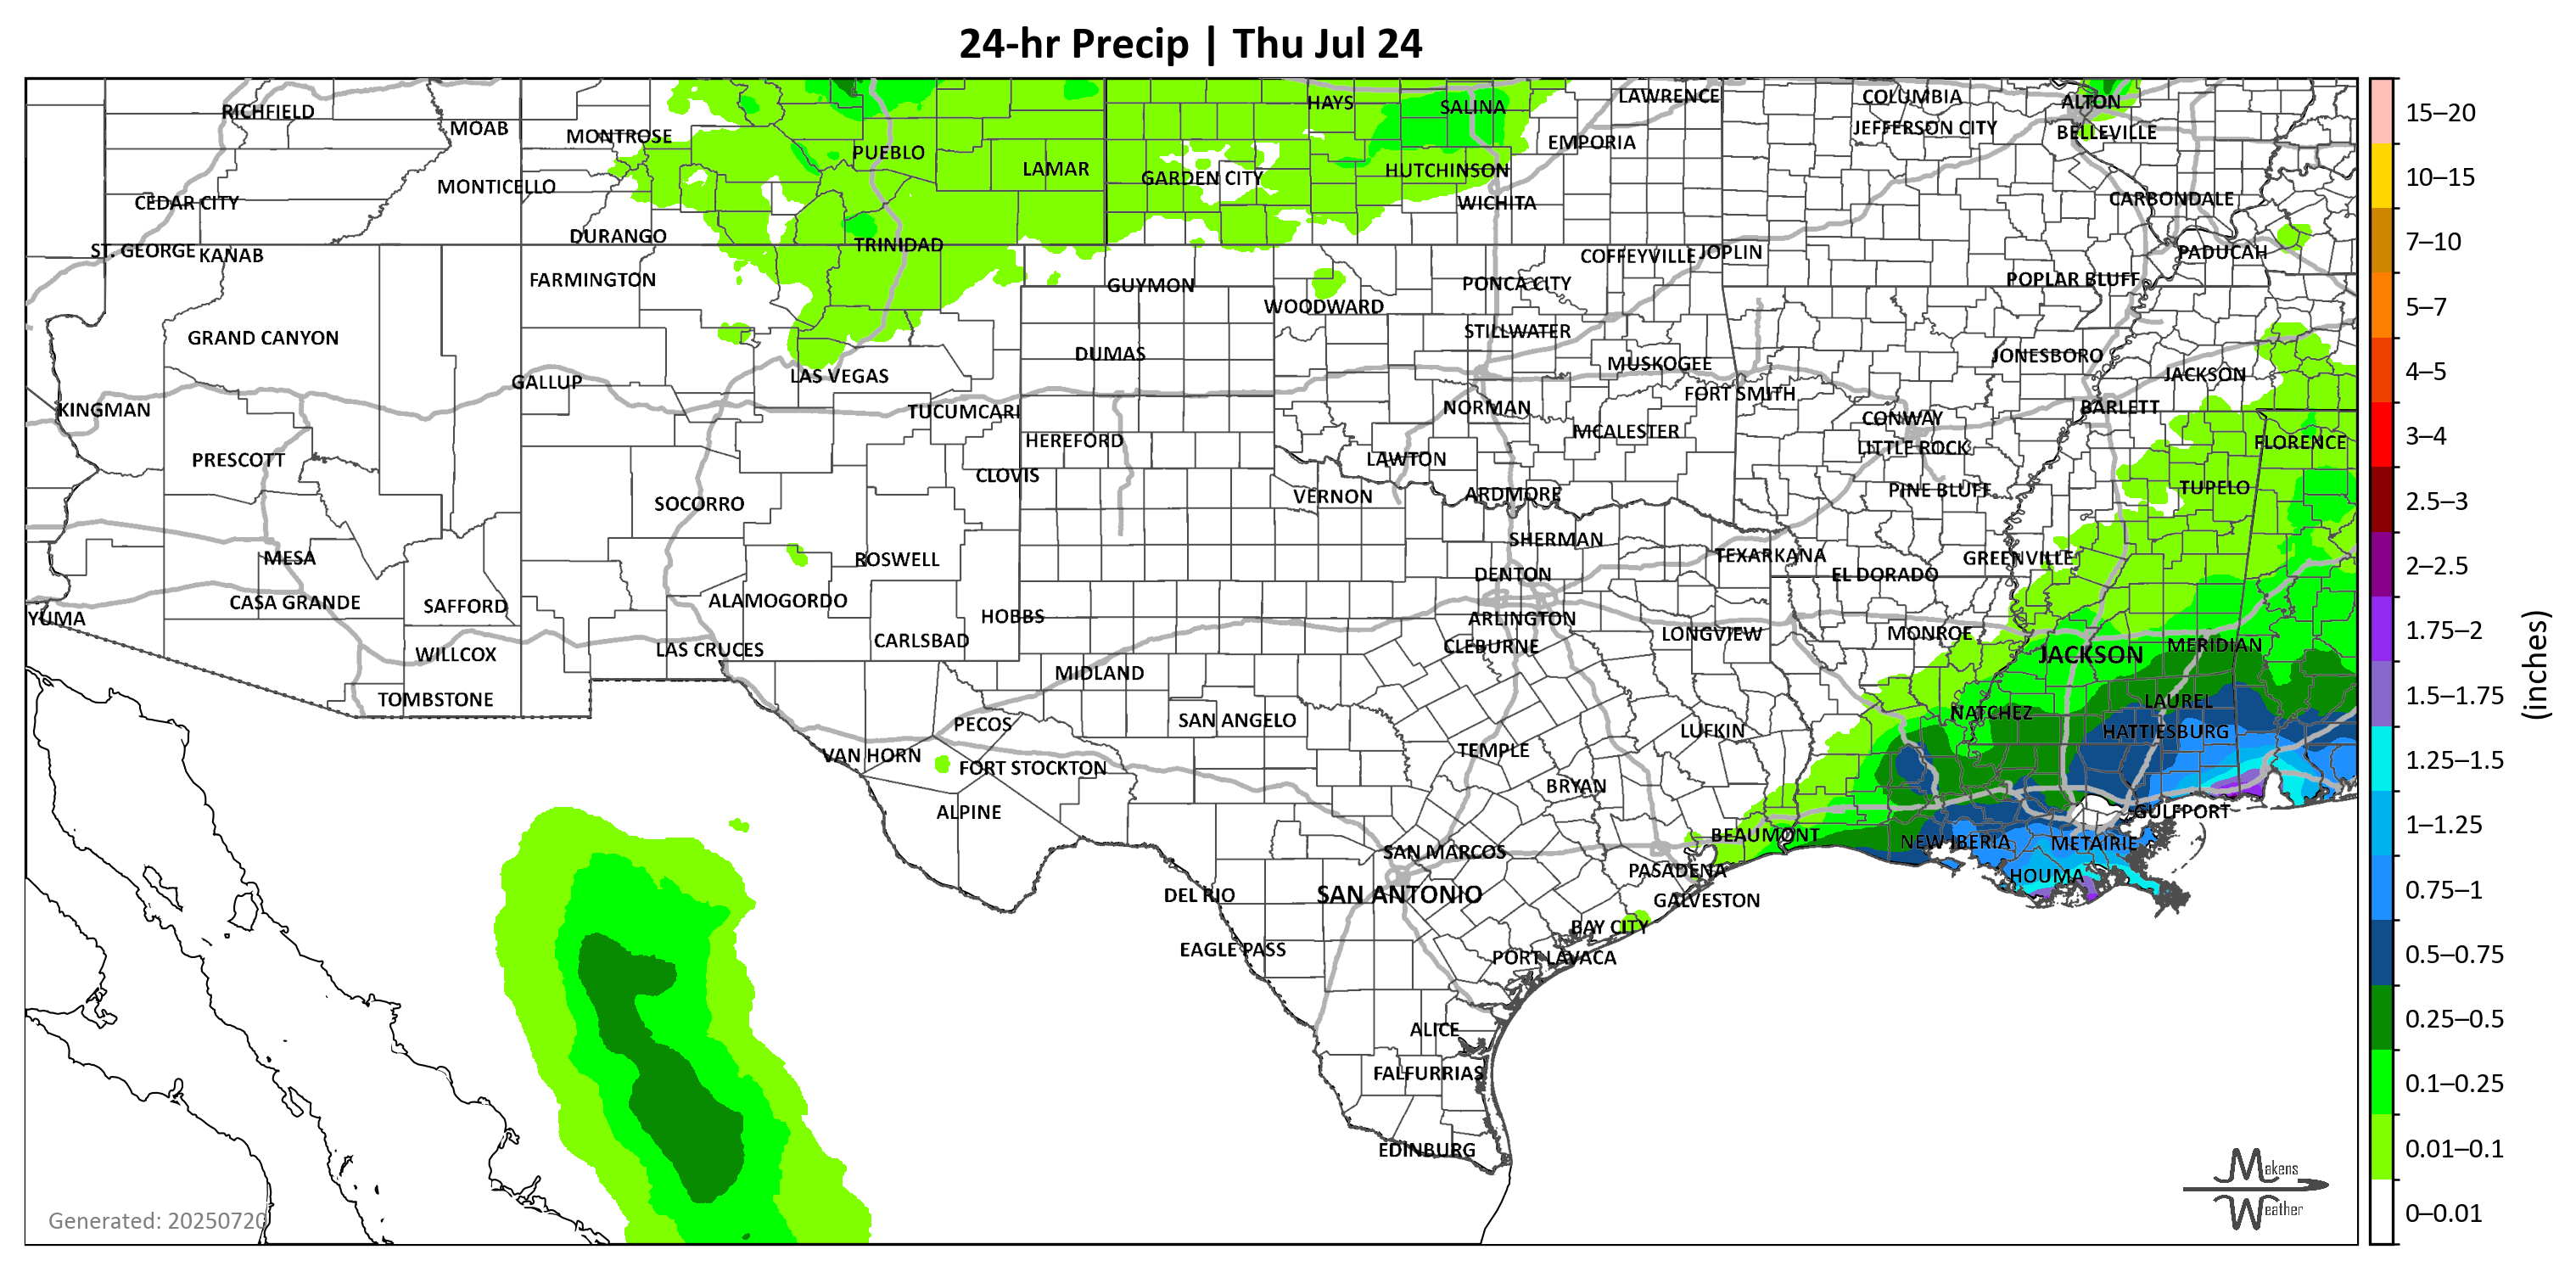 24-hr Precip | Thu Jul 24
RICHFIELD
MOAB
MONTROSE
PUEBLO
LAMAR
HAYS
SALINA
LAWRENCE
COLUMBIA
ALTON
JEFFERSON CITY
BELLEVILLE
EMPORIA
HUTCHINSON
GARDEN CITY
MONTICELLO
CEDAR CITY
WICHITA
CARBONDALE
DURANGO
TRINIDAD
ST. GEORGE
KANAB
COFFEYVILLE
JOPLIN
PADUCAH
FARMINGTON
GUYMON
PONCA CITY
POPLAR BLUFF
WOODWARD
STILLWATER
GRAND CANYON
DUMAS
MUSKOGEE
JONESBORO
JACKSON
LAS VEGAS
GALLUP
FORT SMITH
KINGMAN
TUCUMCARI
NORMAN
BARLETT
CONWAY
MCALESTER
HEREFORD
LITTLE ROCK
FLORENCE
PRESCOTT
LAWTON
CLOVIS
TUPELO
PINE BLUFF
VERNON
ARDMORE
SOCORRO
SHERMAN
MESA
ROSWELL
TEXARKANA
GREENVILLE
DENTON
EL DORADO
CASA GRANDE
SAFFORD
ALAMOGORDO
HOBBS
ARLINGTON
YUMA
CARLSBAD
LONGVIEW
MONROE
CLEBURNE
MERIDIAN
LAS CRUCES
WILLCOX
JACKSON
MIDLAND
TOMBSTONE
LAUREL
NATCHEZ
PECOS
SAN ANGELO
LUFKIN
HATTIESBURG
TEMPLE
VAN HORN
FORT STOCKTON
BRYAN
ALPINE
GULFPORT
BEAUMONT
NEW IBERIA
METAIRIE
SAN MARCOS
PASADENA
HOUMA
DEL RIO
SAN ANTONIO
GALVESTON
BAY CITY
EAGLE PASS
PORT LAVACA
ALICE
FALFURRIAS
EDINBURG
Makens
Weather
Generated: 20250720
15–20
10–15
7–10
5–7
4–5
3–4
2.5–3
2–2.5
1.75–2
1.5–1.75
1.25–1.5
1–1.25
0.75–1
0.5–0.75
0.25–0.5
0.1–0.25
0.01–0.1
0–0.01
(inches)